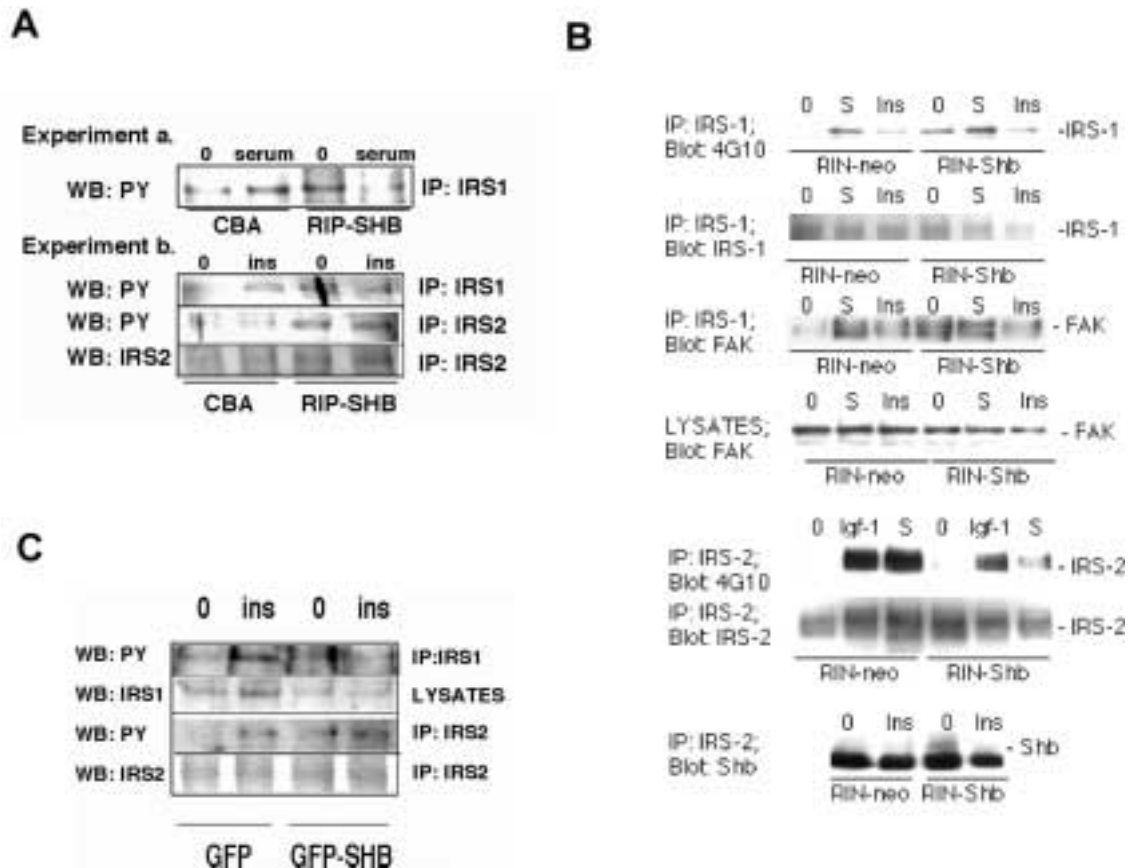 A
Experiment a.
0 serum 0 serum
WB: PY IP: IRS1
CBA RIP-SHB
Experiment b.
0 ins 0 ins
WB: PY IP: IRS1
WB: PY IP: IRS2
WB: IRS2 IP: IRS2
CBA RIP-SHB
B
0 S Ins 0 S Ins
IP: IRS-1; -IRS-1
Blot: 4G10
RIN-neo RIN-Shb
0 S Ins 0 S Ins
IP: IRS-1; -IRS-1
Blot: IRS-1
RIN-neo RIN-Shb
0 S Ins 0 S Ins
IP: IRS-1; - FAK
Blot: FAK
RIN-neo RIN-Shb
0 S Ins 0 S Ins
LYSATES; - FAK
Blot: FAK
RIN-neo RIN-Shb
0 Igf-1 S 0 Igf-1 S
IP: IRS-2; - IRS-2
Blot: 4G10
IP: IRS-2; - IRS-2
Blot: IRS-2
RIN-neo RIN-Shb
0 Ins 0 Ins
IP: IRS-2; - Shb
Blot: Shb
RIN-neo RIN-Shb
C
0 ins 0 ins
WB: PY IP:IRS1
WB: IRS1 LYSATES
WB: PY IP: IRS2
WB: IRS2 IP: IRS2
GFP GFP-SHB